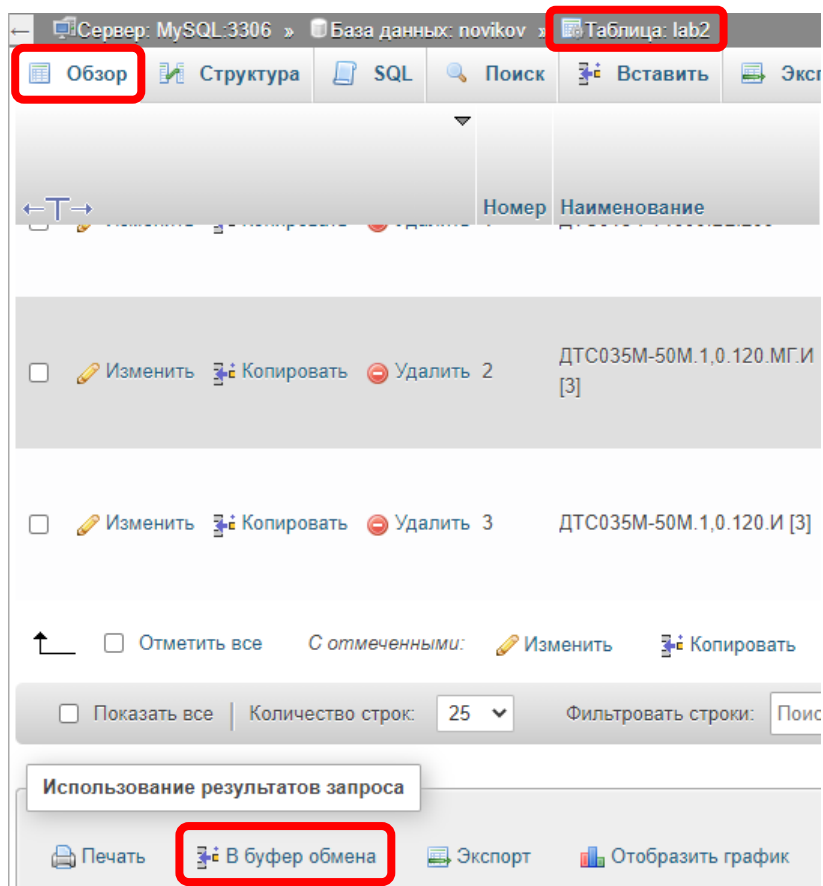 Сервер: MySQL:3306 » База данных: novikov » Таблица: lab2
Обзор Структура SQL Поиск Вставить Эксп
Номер Наименование
Изменить Копировать Удалить 2 ДТС035М-50М.1,0.120.МГ.И
[3]
Изменить Копировать Удалить 3 ДТС035М-50М.1,0.120.И [3]
Отметить все С отмеченными: Изменить Копировать
Показать все Количество строк: 25 Фильтровать строки: Поис
Использование результатов запроса
Печать В буфер обмена Экспорт Отобразить график